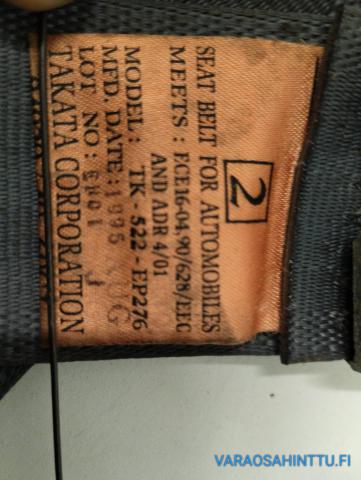 2
SEAT BELT FOR AUTOMOBILES
MEETS : ECE16-04.90/628/EEC
AND ADR 4/01
MODEL : TK - 522 - EP276
MFD. DATE : 1995 AUG
LOT NO :
TAKATA CORPORATION
VARAOSAHINTTU.FI